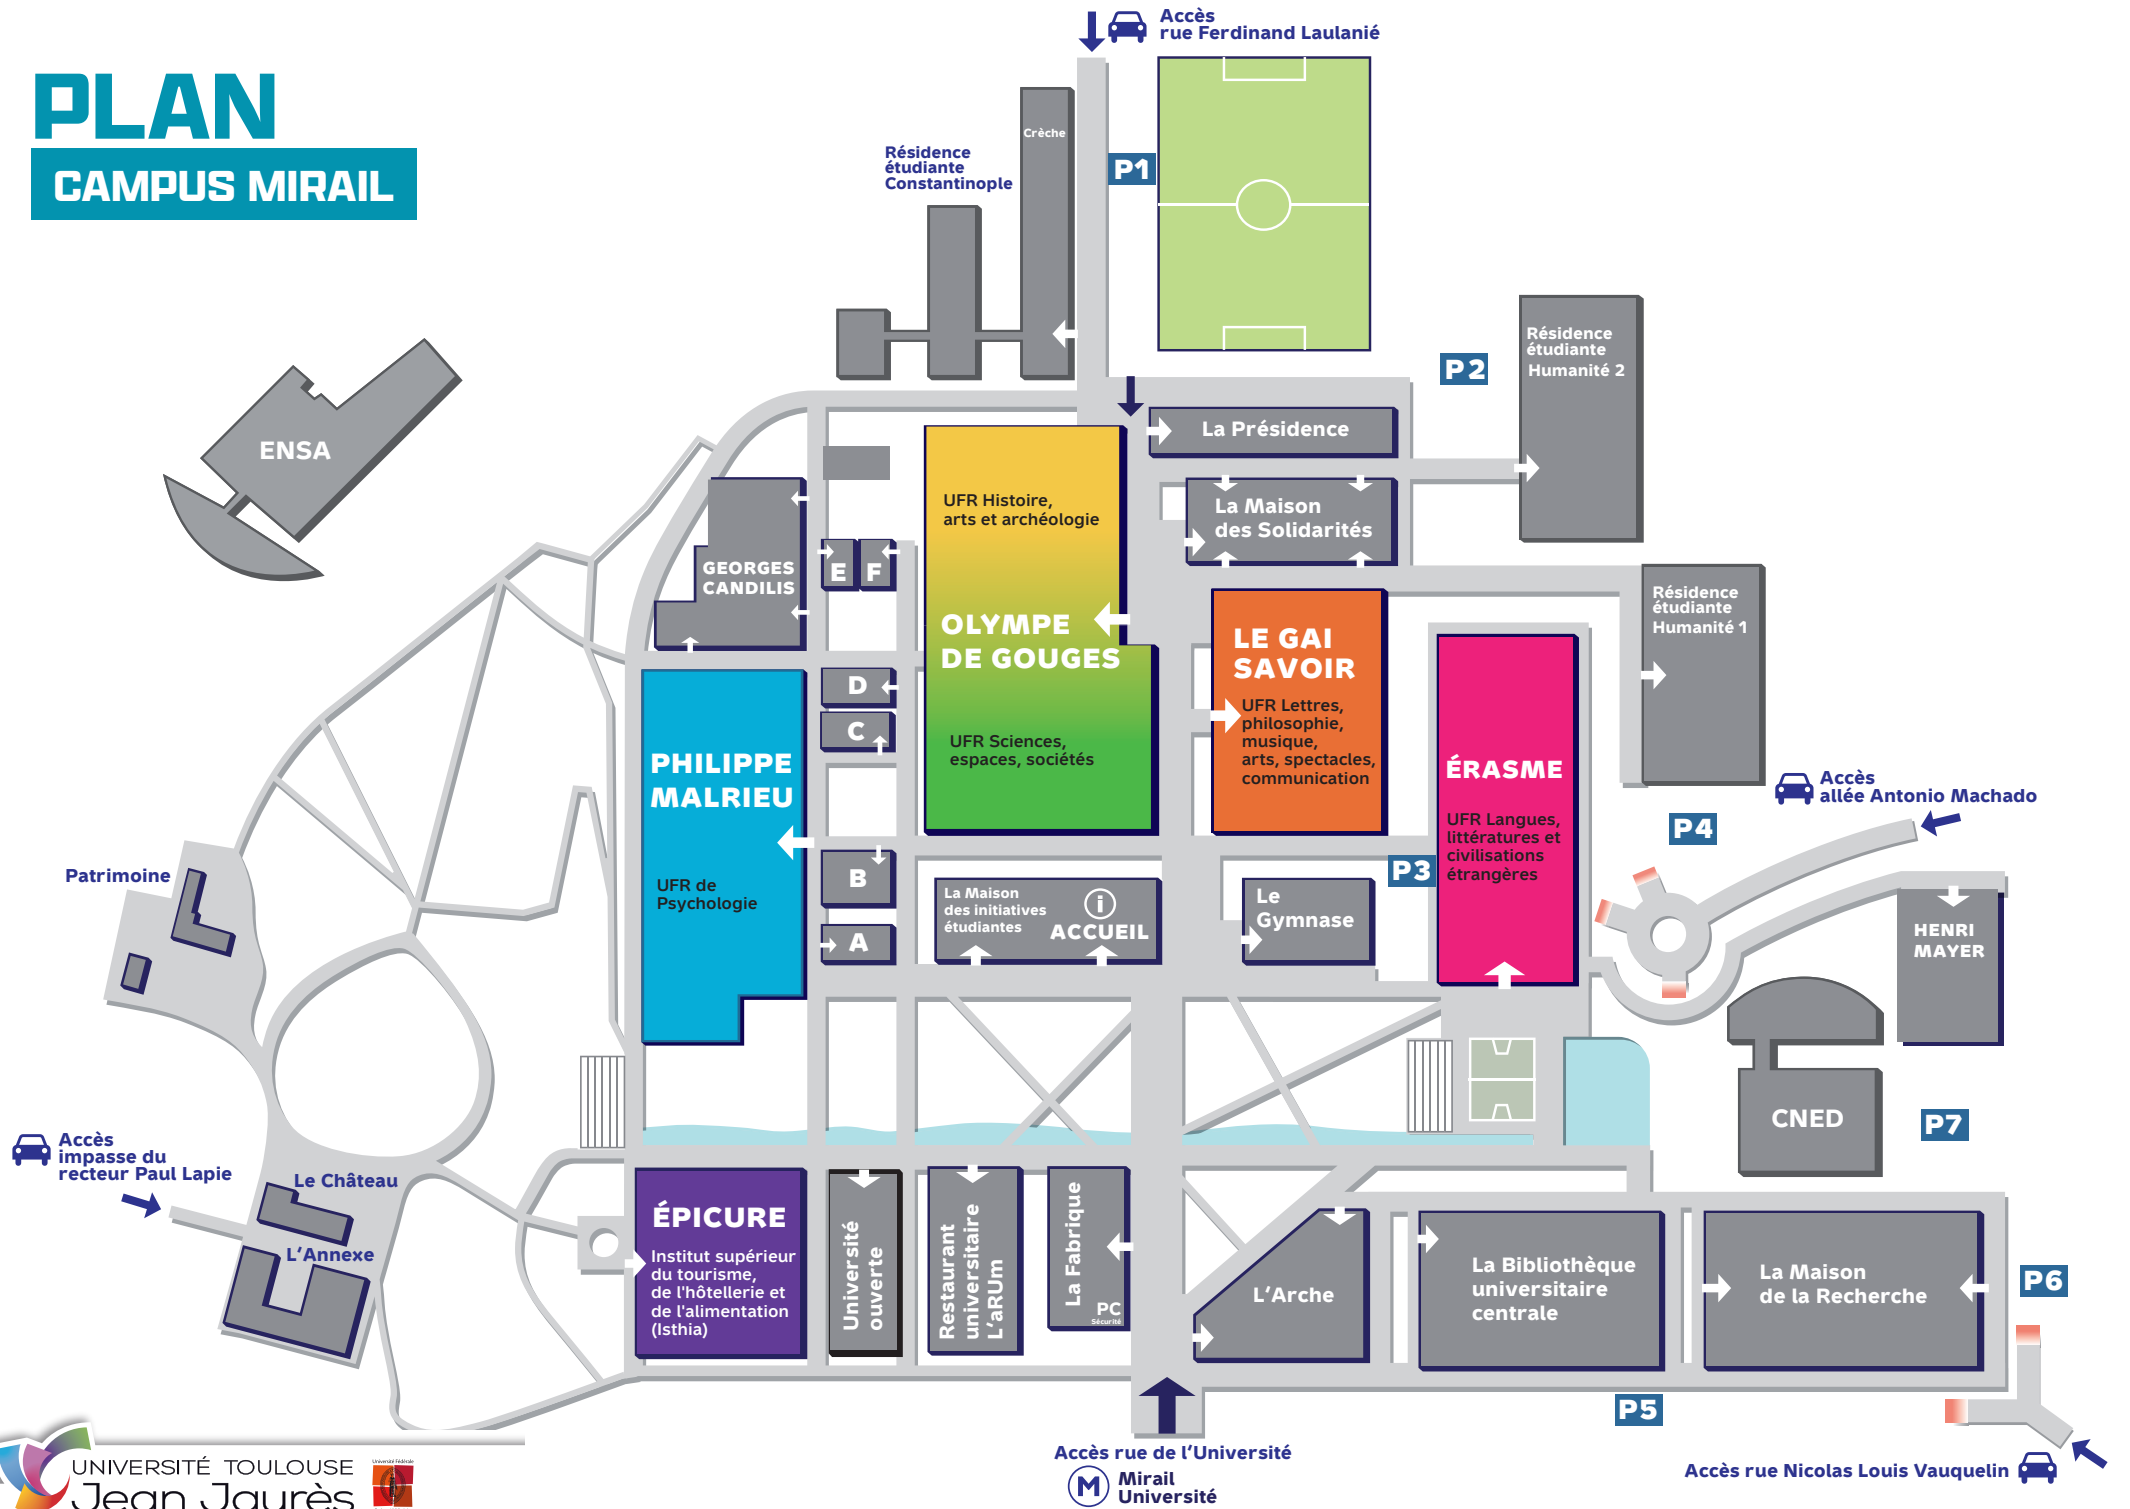 PLAN
CAMPUS MIRAIL
Accès
rue Ferdinand Laulanié
Crèche
Résidence
étudiante
Constantinople
P1
P2
Résidence
étudiante
Humanité 2
ENSA
La Présidence
UFR Histoire,
arts et archéologie
La Maison
des Solidarités
GEORGES
CANDILIS
E
F
OLYMPE
DE GOUGES
UFR Sciences,
espaces, sociétés
LE GAI
SAVOIR
UFR Lettres,
philosophie,
musique,
arts, spectacles,
communication
Résidence
étudiante
Humanité 1
D
C
PHILIPPE
MALRIEU
UFR de
Psychologie
ÉRASME
UFR Langues,
littératures et
civilisations
étrangères
Accès
allée Antonio Machado
P4
P3
B
A
La Maison
des initiatives
étudiantes
i
ACCUEIL
Le
Gymnase
HENRI
MAYER
Patrimoine
CNED
P7
Accès
impasse du
recteur Paul Lapie
Le Château
L'Annexe
ÉPICURE
Institut supérieur
du tourisme,
de l'hôtellerie et
de l'alimentation
(Isthia)
Université
ouverte
Restaurant
universitaire
L'aRUm
La Fabrique
PC
Sécurité
L'Arche
La Bibliothèque
universitaire
centrale
La Maison
de la Recherche
P6
P5
Accès rue de l'Université
M
Mirail
Université
Accès rue Nicolas Louis Vauquelin
UNIVERSITÉ TOULOUSE
Jean Jaurès
Université Fédérale